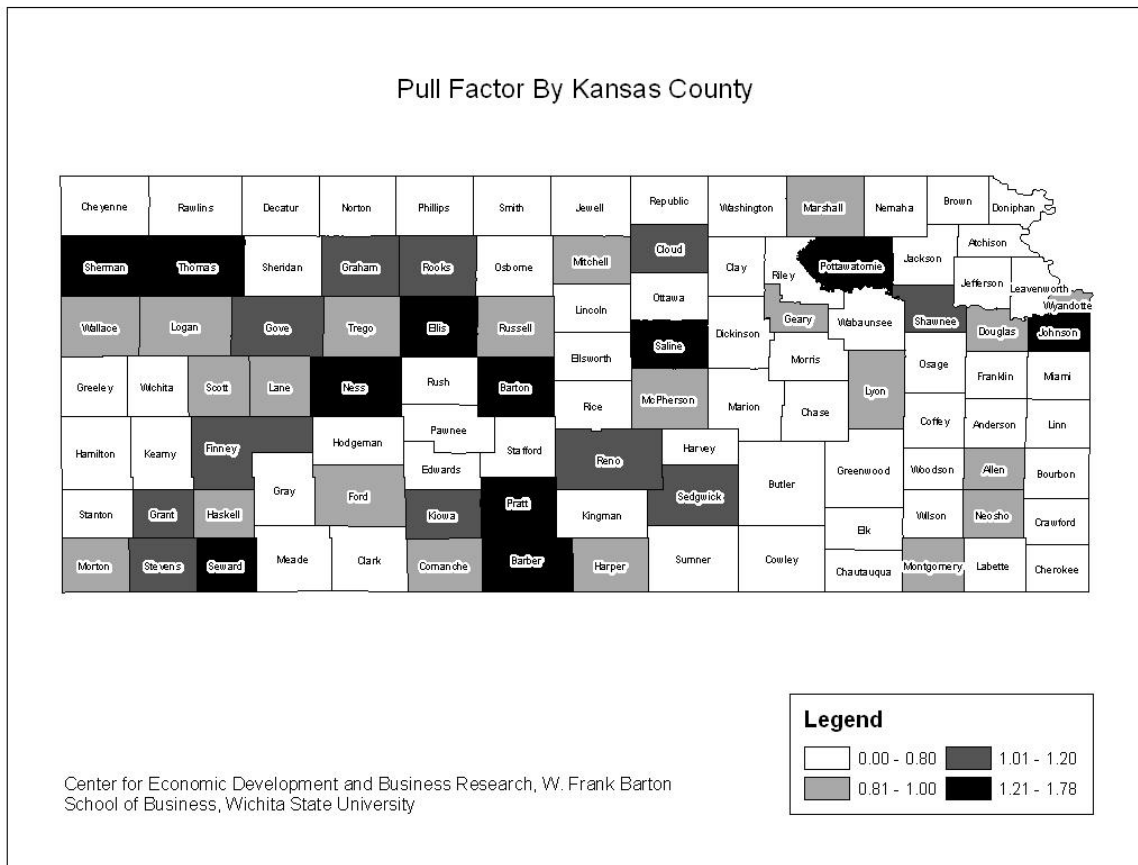 Pull Factor By Kansas County
Cheyenne
Rawlins
Decatur
Norton
Phillips
Smith
Jewell
Republic
Washington
Marshall
Nemaha
Brown
Doniphan
Sherman
Thomas
Sheridan
Graham
Rooks
Osborne
Mitchell
Cloud
Clay
Riley
Pottawatomie
Jackson
Atchison
Jefferson
Leavenworth
Wyandotte
Wallace
Logan
Gove
Trego
Ellis
Russell
Lincoln
Ottawa
Saline
Dickinson
Geary
Wabaunsee
Shawnee
Douglas
Johnson
Greeley
Wichita
Scott
Lane
Ness
Rush
Barton
Ellsworth
Rice
McPherson
Marion
Morris
Chase
Lyon
Osage
Franklin
Miami
Hamilton
Kearny
Finney
Hodgeman
Pawnee
Edwards
Stafford
Reno
Harvey
Sedgwick
Butler
Greenwood
Coffey
Anderson
Linn
Woodson
Allen
Bourbon
Stanton
Grant
Haskell
Gray
Ford
Kiowa
Pratt
Kingman
Elk
Wilson
Neosho
Crawford
Morton
Stevens
Seward
Meade
Clark
Comanche
Barber
Harper
Sumner
Cowley
Chautauqua
Montgomery
Labette
Cherokee
Legend
0.00 - 0.80
1.01 - 1.20
0.81 - 1.00
1.21 - 1.78
Center for Economic Development and Business Research, W. Frank Barton
School of Business, Wichita State University